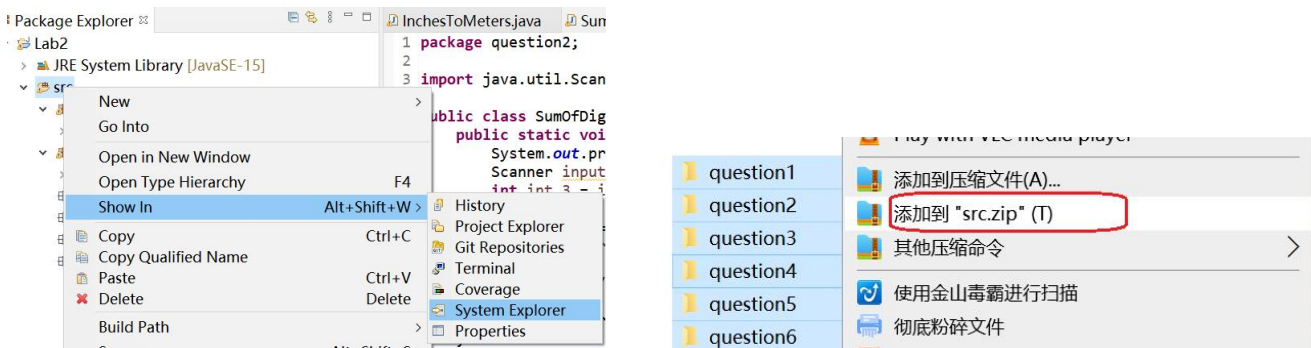 Package Explorer
Lab2
JRE System Library [JavaSE-15]
src
New
Go Into
Open in New Window
Open Type Hierarchy F4
Show In Alt+Shift+W >
Copy Ctrl+C
Copy Qualified Name
Paste Ctrl+V
Delete Delete
Build Path >
History
Project Explorer
Git Repositories
Terminal
Coverage
System Explorer
Properties
InchesToMeters.java Sum
1 package question2;
2
3 import java.util.Scan
ublic class SumOfDig
public static voi
System.out.pr
Scanner input
int int 3 = i
question1
question2
question3
question4
question5
question6
Play with VLC media player
添加到压缩文件(A)...
添加到 "src.zip" (T)
其他压缩命令
使用金山毒霸进行扫描
彻底粉碎文件